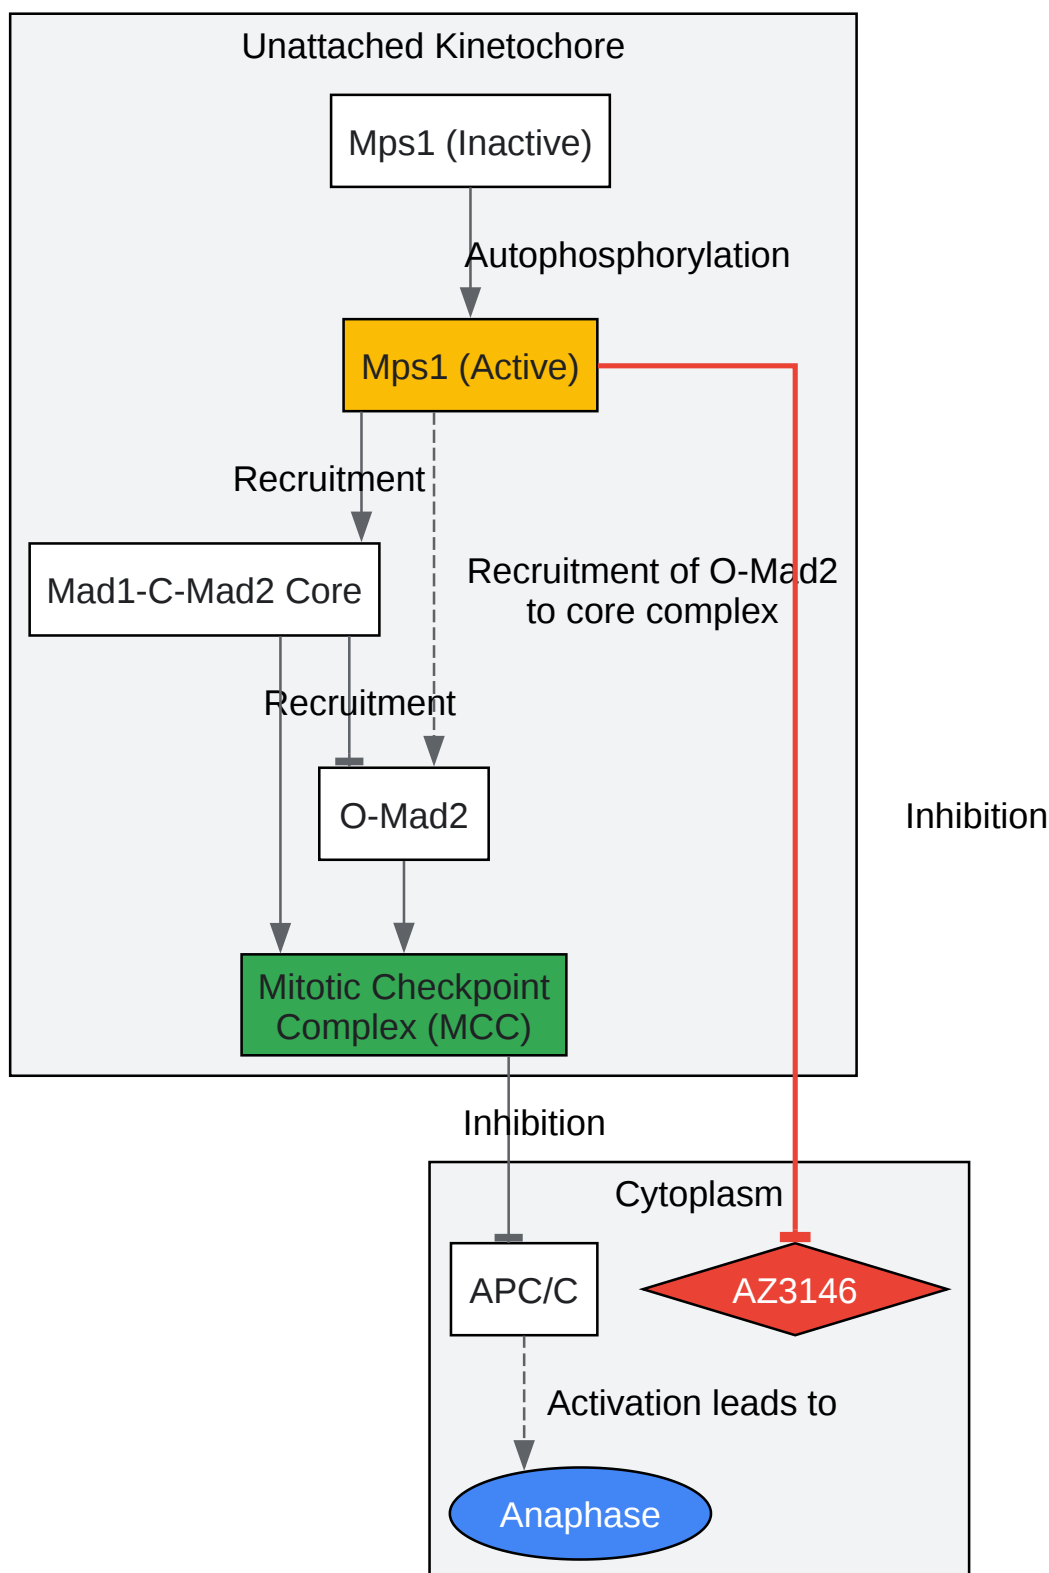 Unattached Kinetochore
Mps1 (Inactive)
Autophosphorylation
Mps1 (Active)
Recruitment
Recruitment of O-Mad2
to core complex
Mad1-C-Mad2 Core
Recruitment
O-Mad2
Inhibition
Mitotic Checkpoint
Complex (MCC)
Inhibition
Cytoplasm
APC/C
AZ3146
Activation leads to
Anaphase